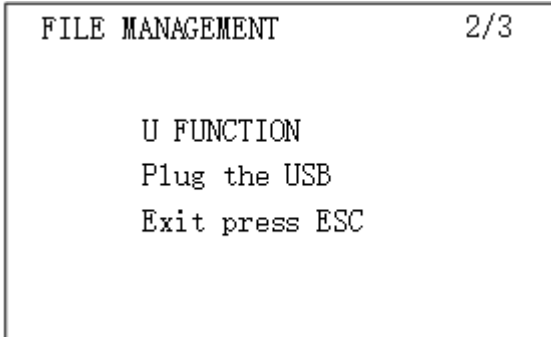 FILE MANAGEMENT 2/3
U FUNCTION
Plug the USB
Exit press ESC